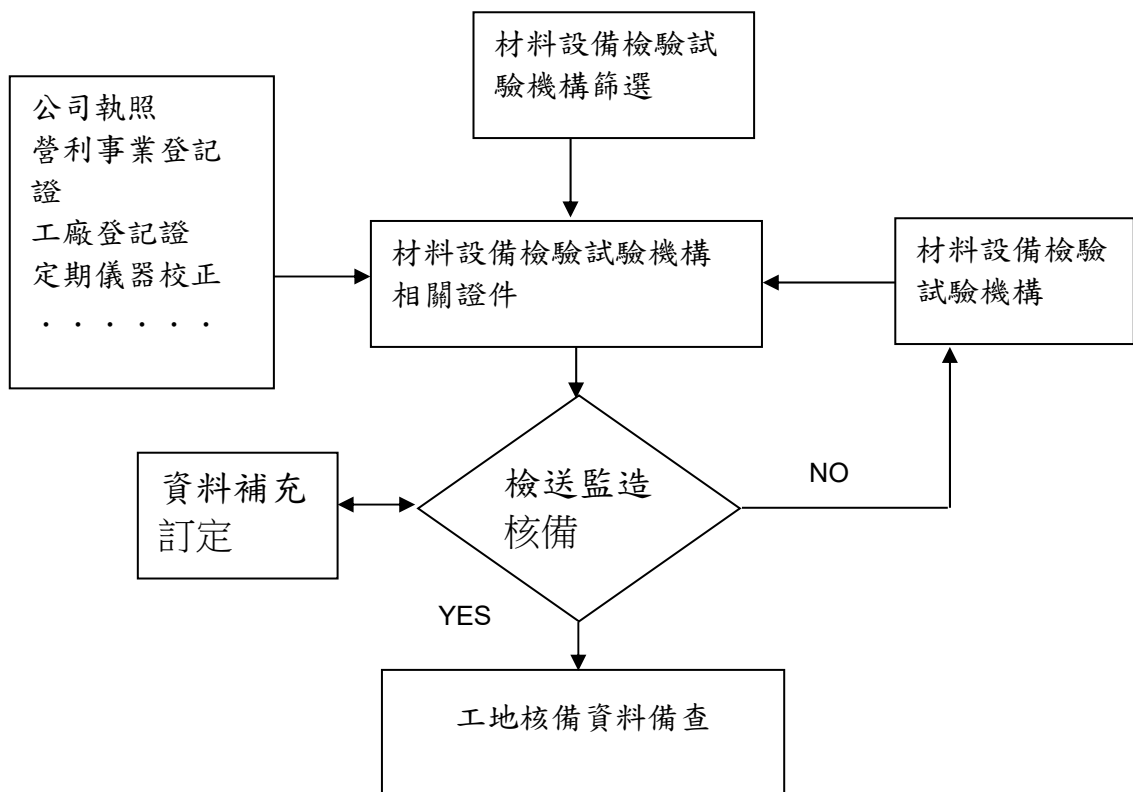 材料設備檢驗試
驗機構篩選
公司執照
營利事業登記
證
工廠登記證
定期儀器校正
．．．．．．
材料設備檢驗試驗機構
相關證件
材料設備檢驗
試驗機構
資料補充
訂定
檢送監造
核備
NO
YES
工地核備資料備查